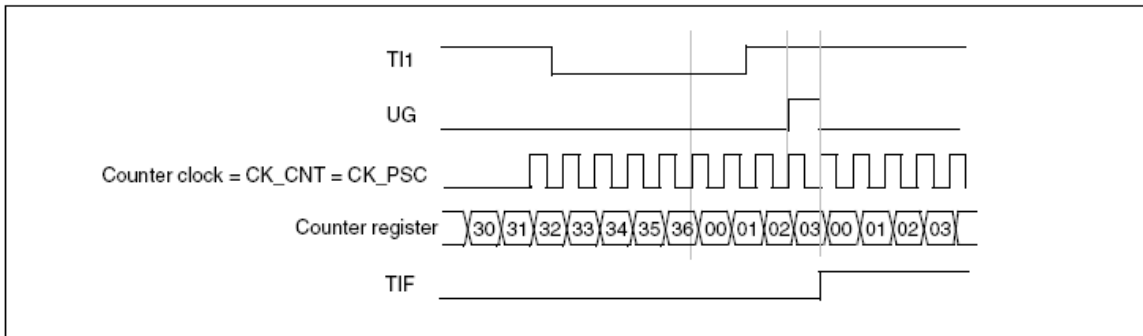 TI1
UG
Counter clock = CK_CNT = CK_PSC
Counter register 30 31 32 33 34 35 36 00 01 02 03 00 01 02 03
TIF